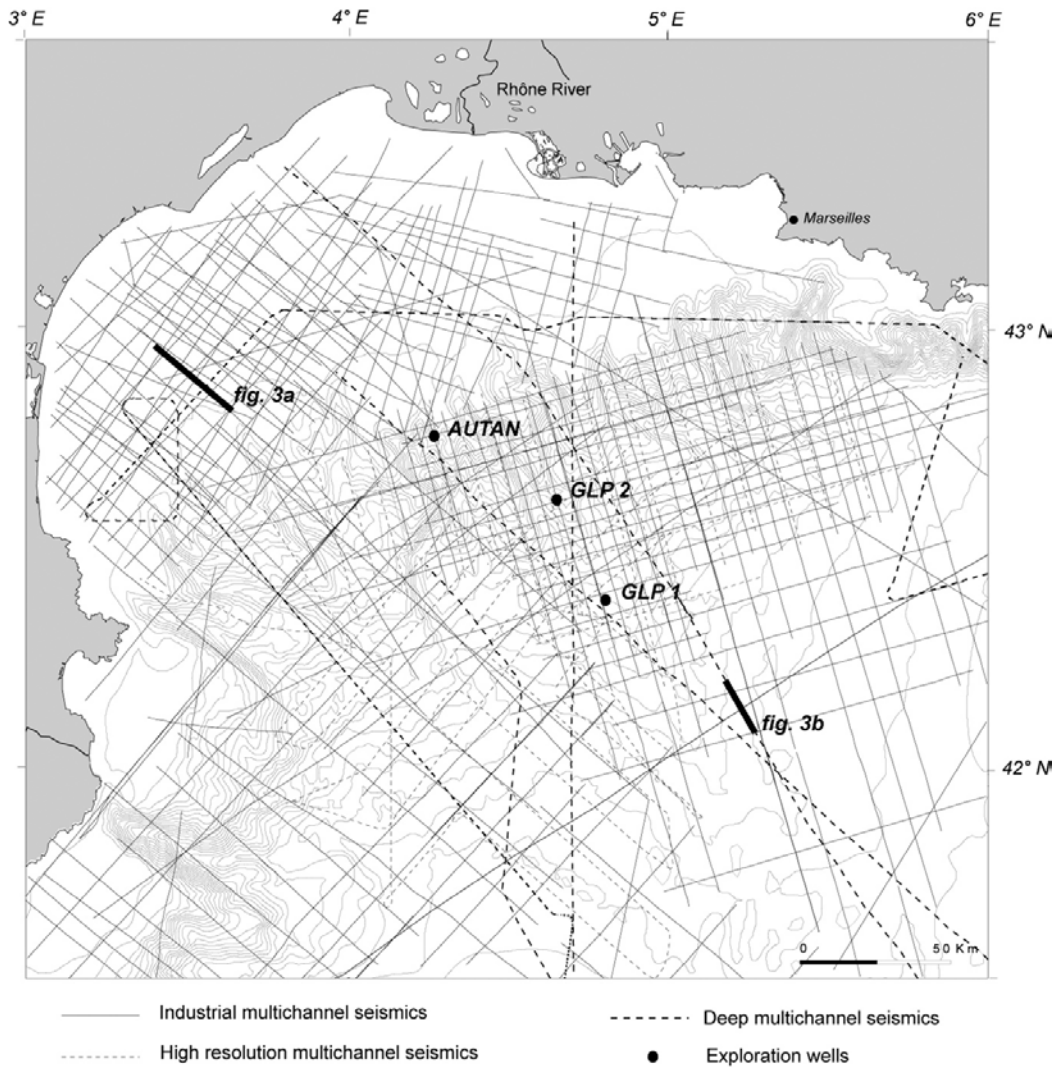 3° E
4° E
5° E
6° E
Rhône River
Marseilles
43° N
fig. 3a
AUTAN
GLP 2
GLP 1
fig. 3b
42° N
0 50 Km
Industrial multichannel seismics
Deep multichannel seismics
High resolution multichannel seismics
Exploration wells